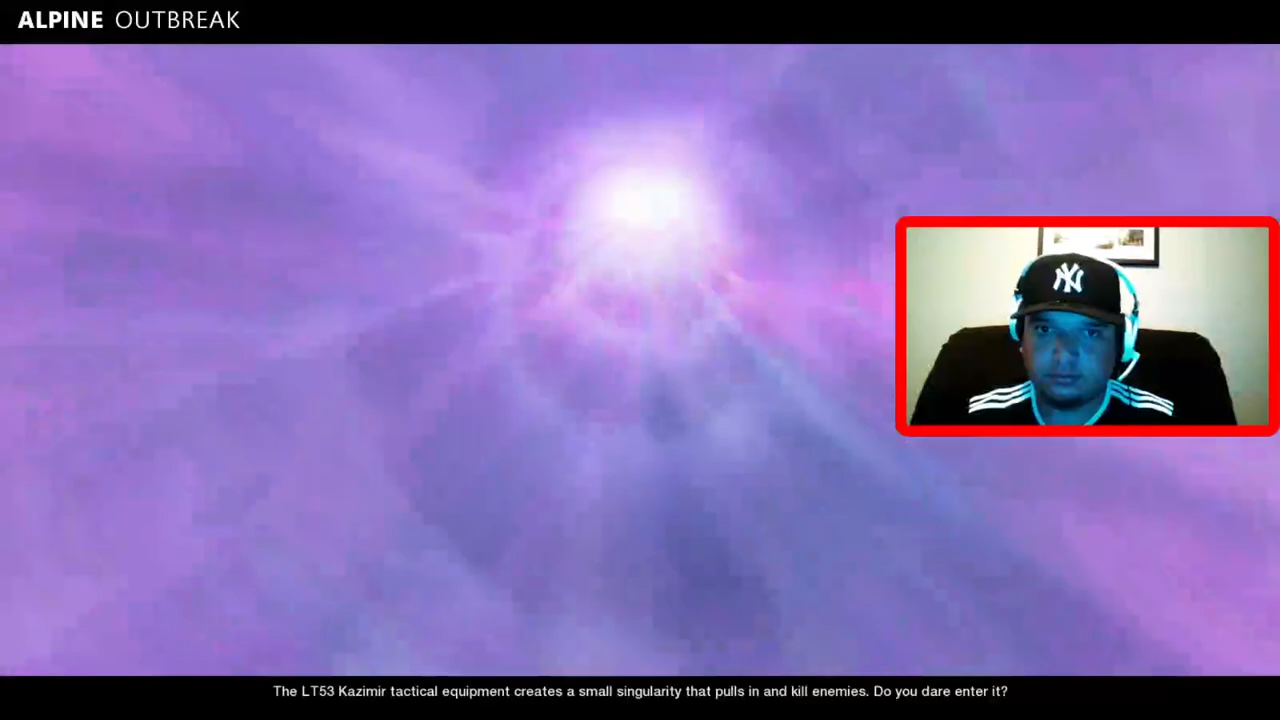 ALPINE OUTBREAK
NY
The LT53 Kazimir tactical equipment creates a small singularity that pulls in and kill enemies. Do you dare enter it?